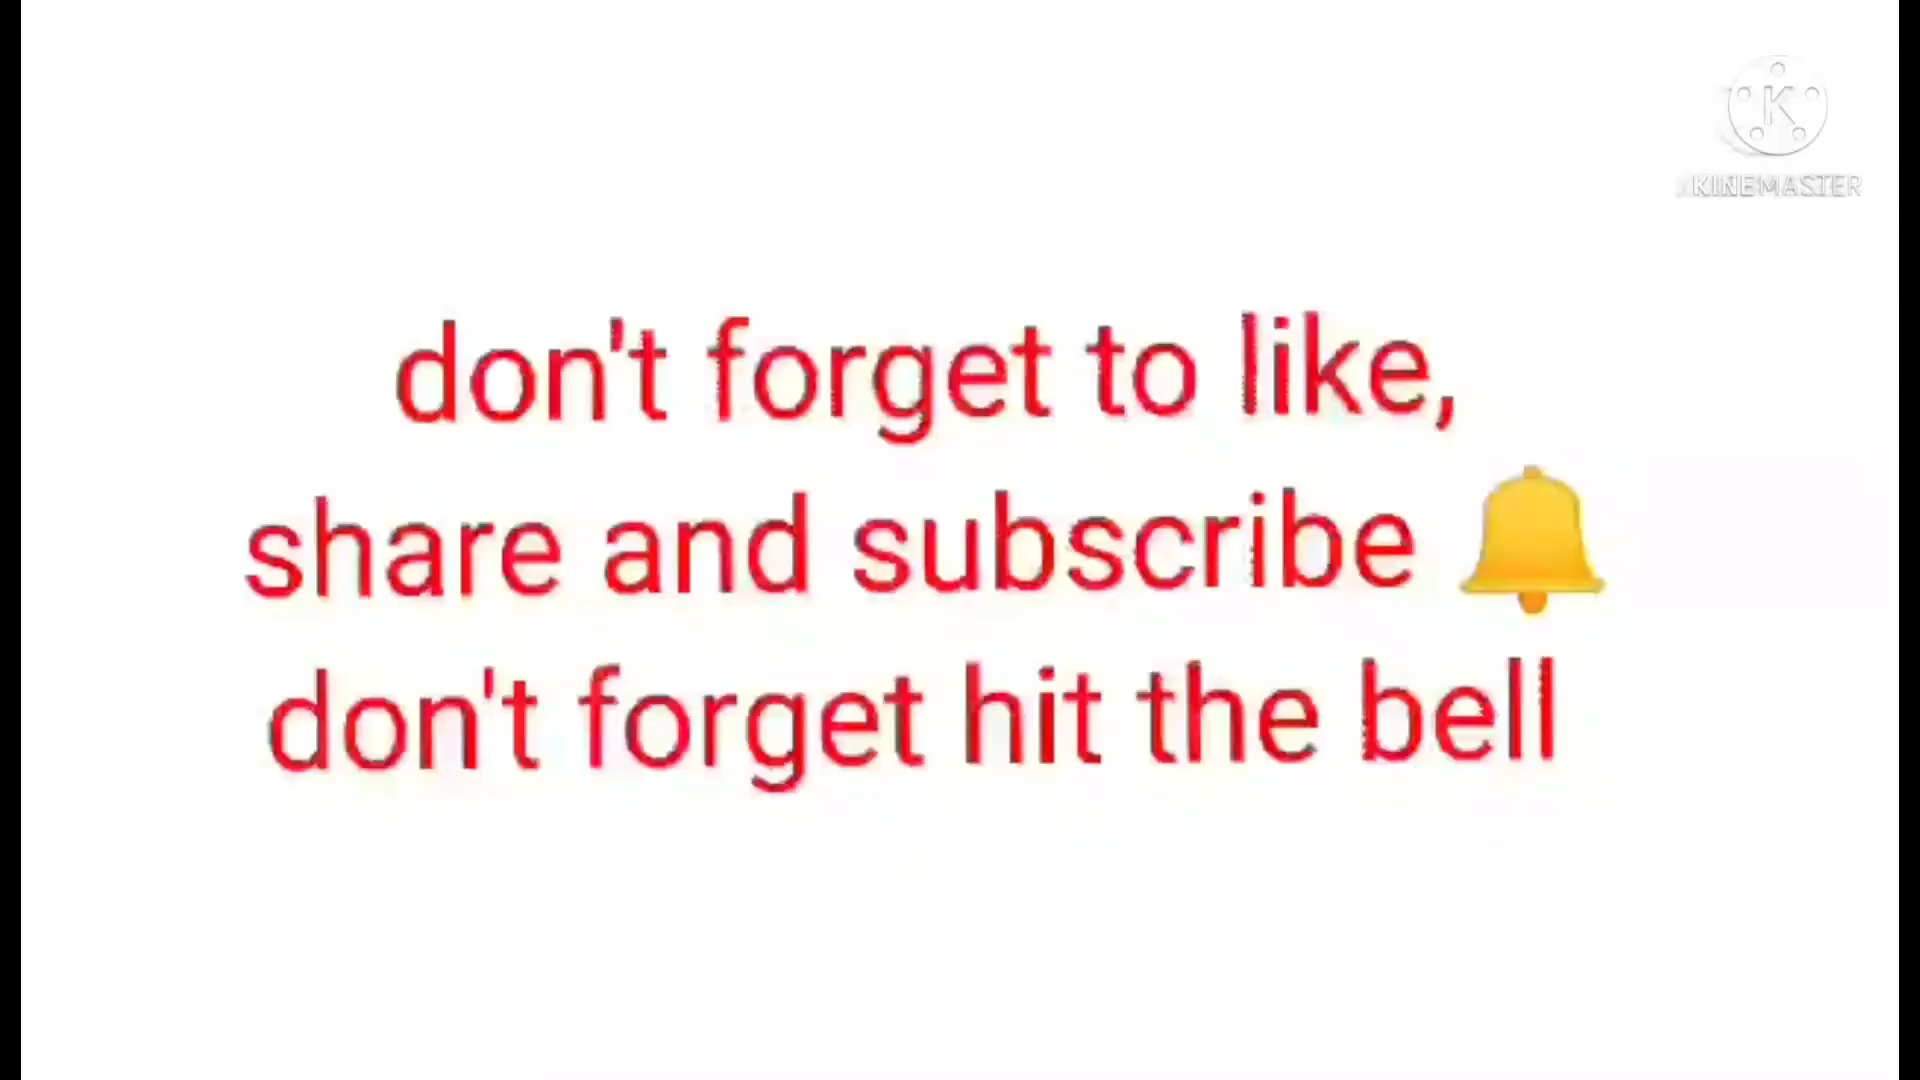 K
KINEMASTER
don't forget to like,
share and subscribe 🔔
don't forget hit the bell